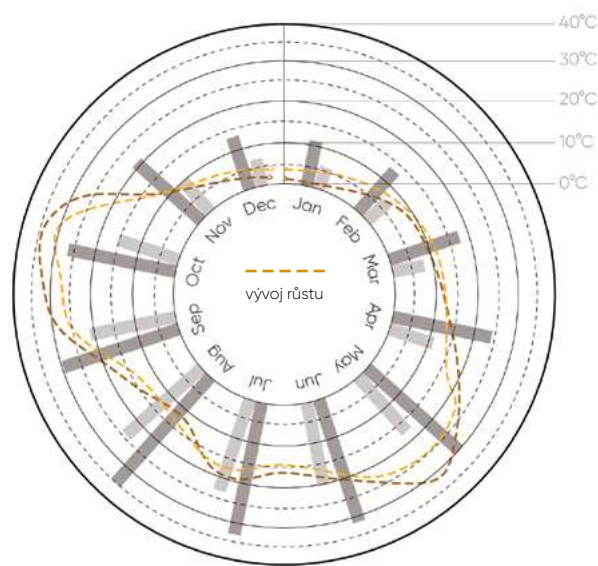 40°C
30°C
20°C
10°C
0°C
Jan
Feb
Mar
Apr
May
Jun
Jul
Aug
Sep
Oct
Nov
Dec
vývoj růstu